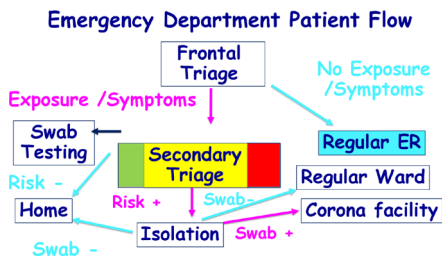 Emergency Department Patient Flow
Frontal
Triage
No Exposure
/Symptoms
Exposure /Symptoms
Swab
Testing
Regular ER
Secondary
Triage
Regular Ward
Risk -
Risk +
Swab-
Home
Corona facility
Isolation
Swab +
Swab -